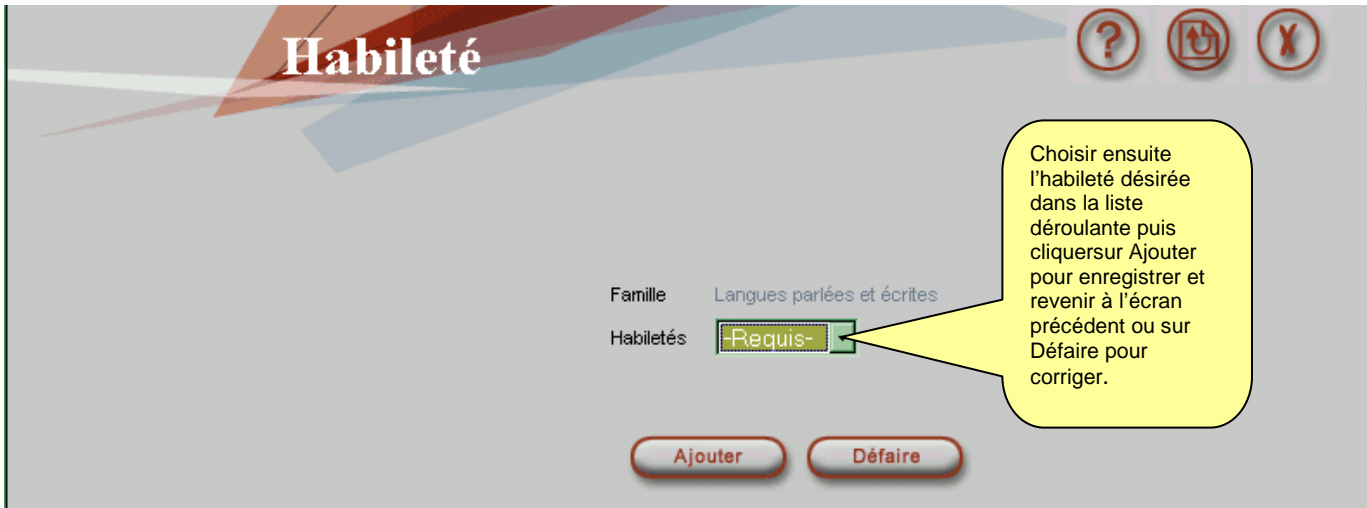 Habileté
Choisir ensuite
l’habileté désirée
dans la liste
déroulante puis
cliquersur Ajouter
pour enregistrer et
revenir à l’écran
précédent ou sur
Défaire pour
corriger.
Famille Langues parlées et écrites
Habiletés -Requis-
Ajouter Défaire